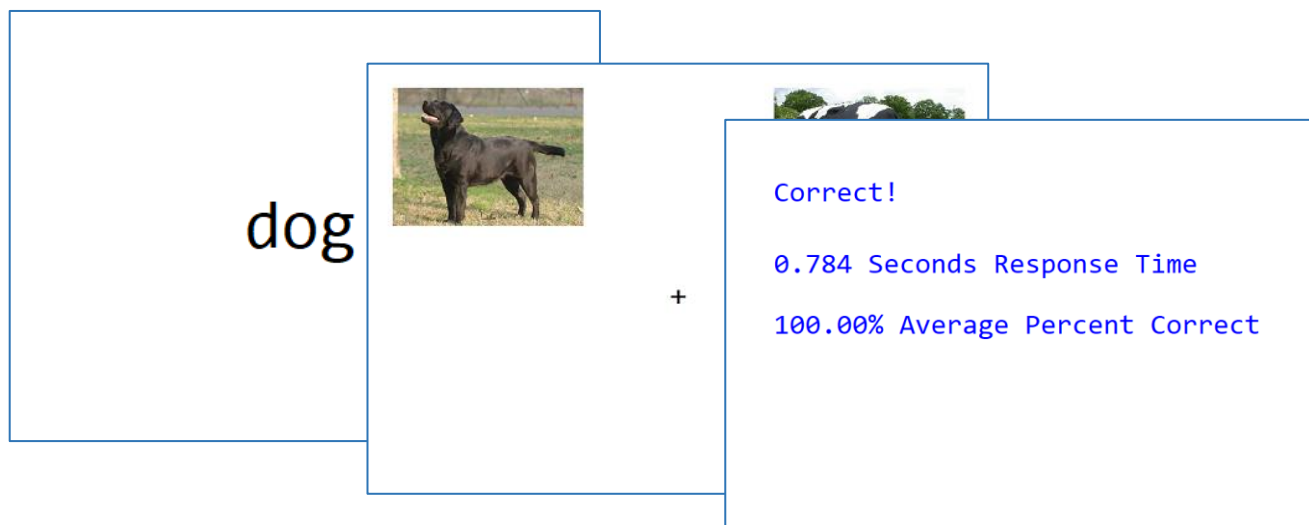 dog
+
Correct!
0.784 Seconds Response Time
100.00% Average Percent Correct